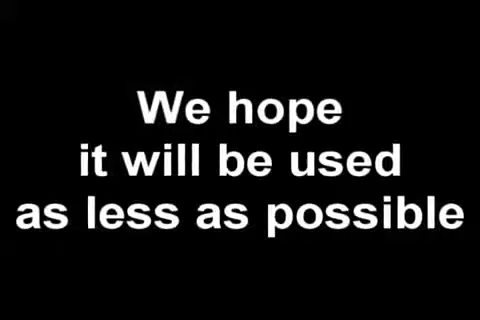 We hope
it will be used
as less as possible